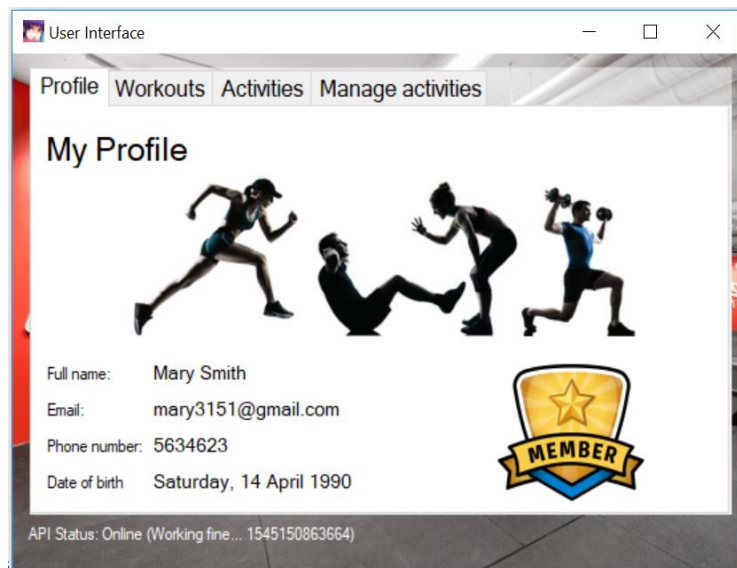 User Interface
Profile Workouts Activities Manage activities
My Profile
Full name: Mary Smith
Email: mary3151@gmail.com
Phone number: 5634623
Date of birth Saturday, 14 April 1990
MEMBER
API Status: Online (Working fine... 1545150863664)